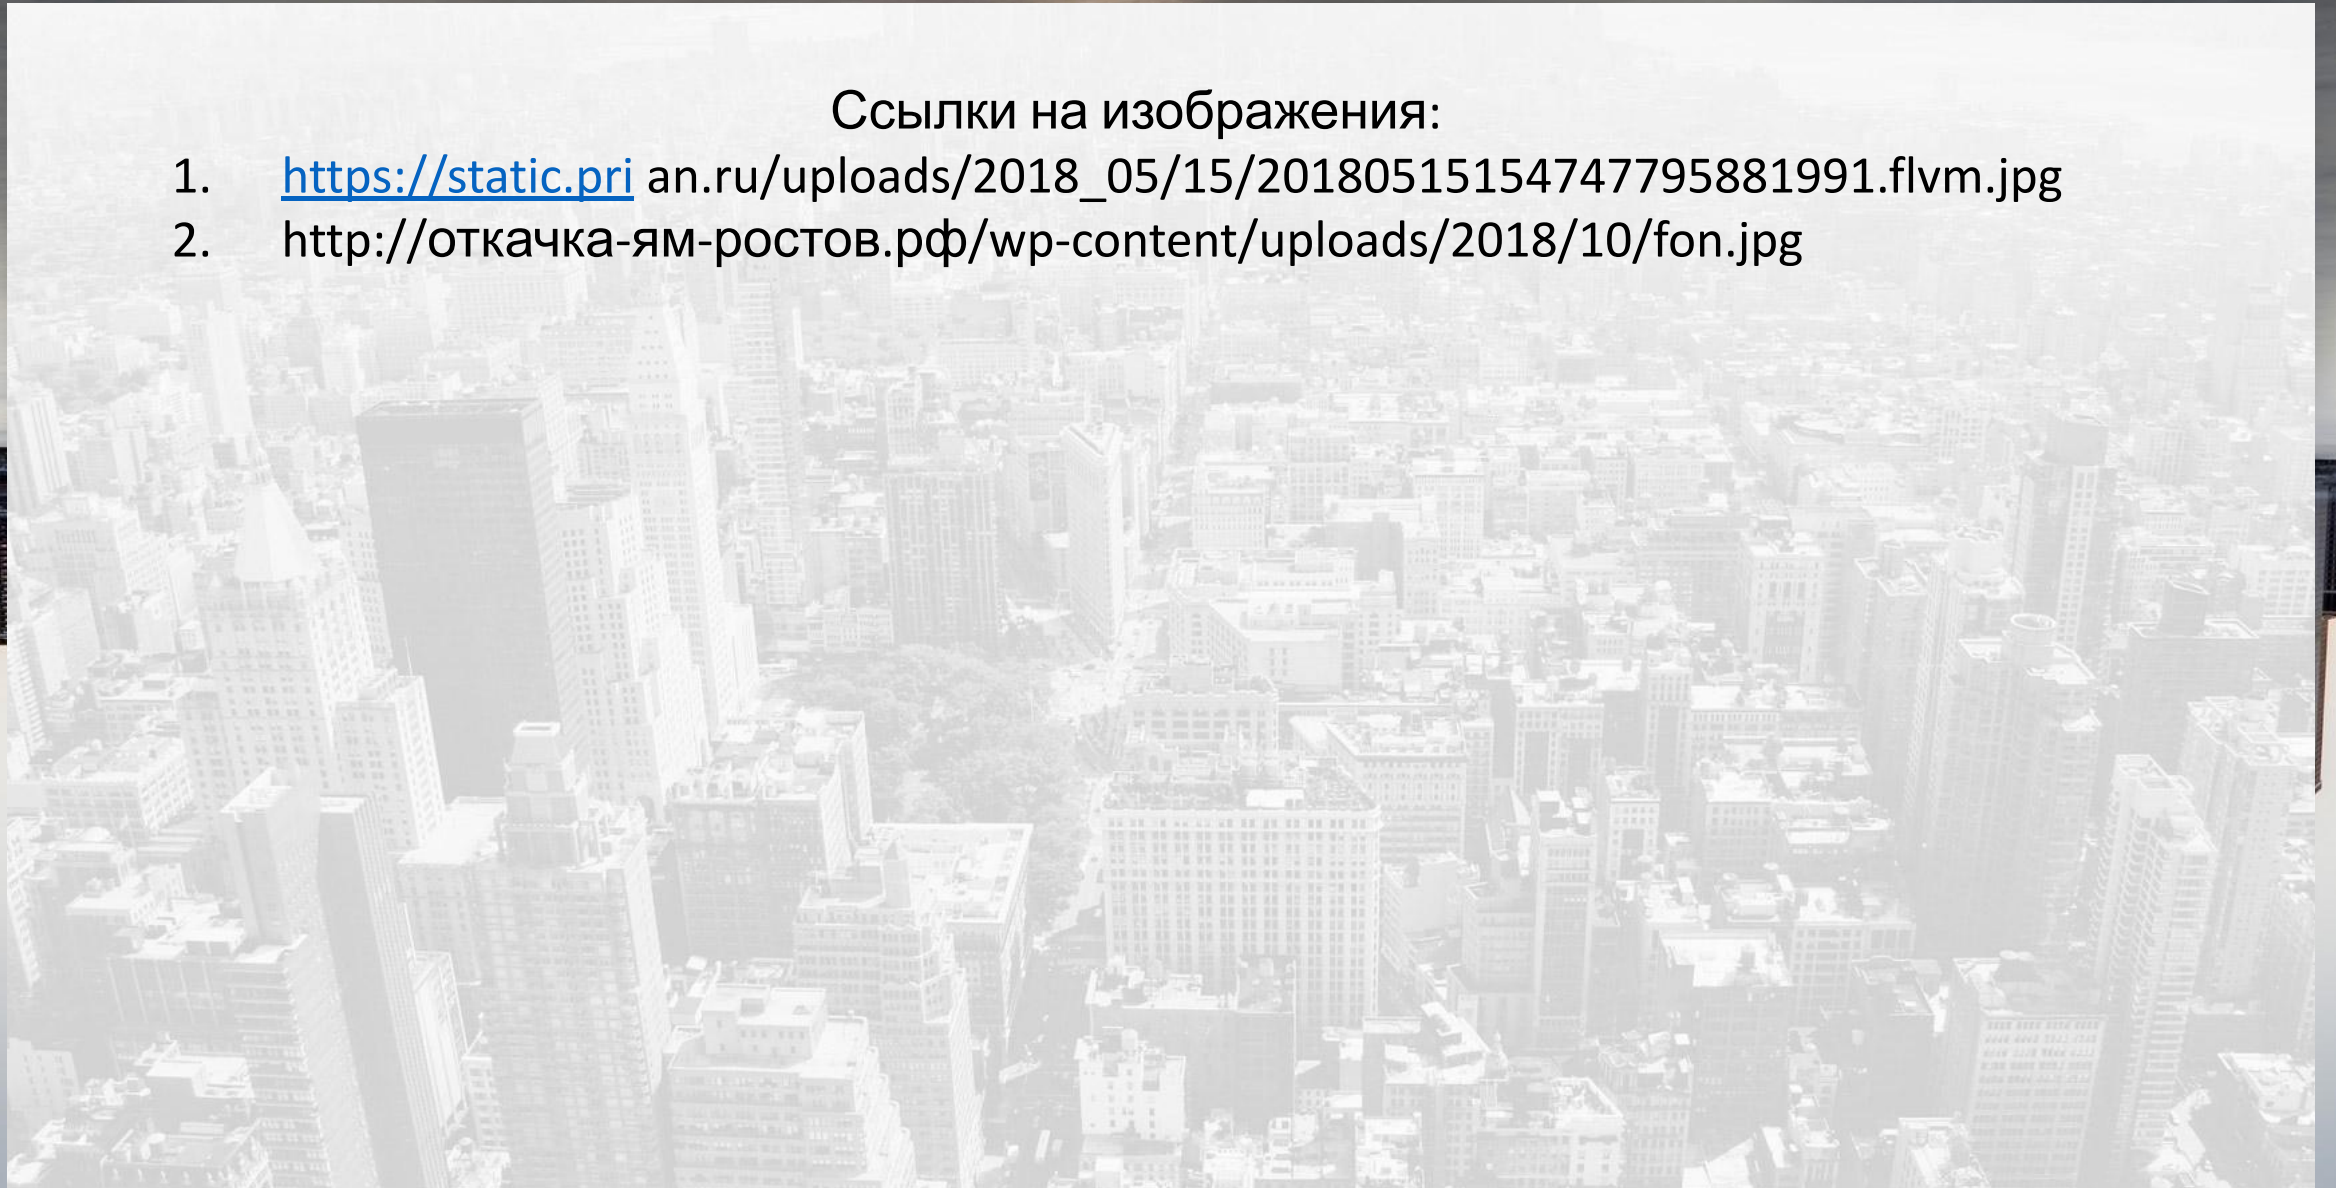 Ссылки на изображения:
1. https://static.pri an.ru/uploads/2018_05/15/20180515154747795881991.flvm.jpg
2. http://откачка-ям-ростов.рф/wp-content/uploads/2018/10/fon.jpg